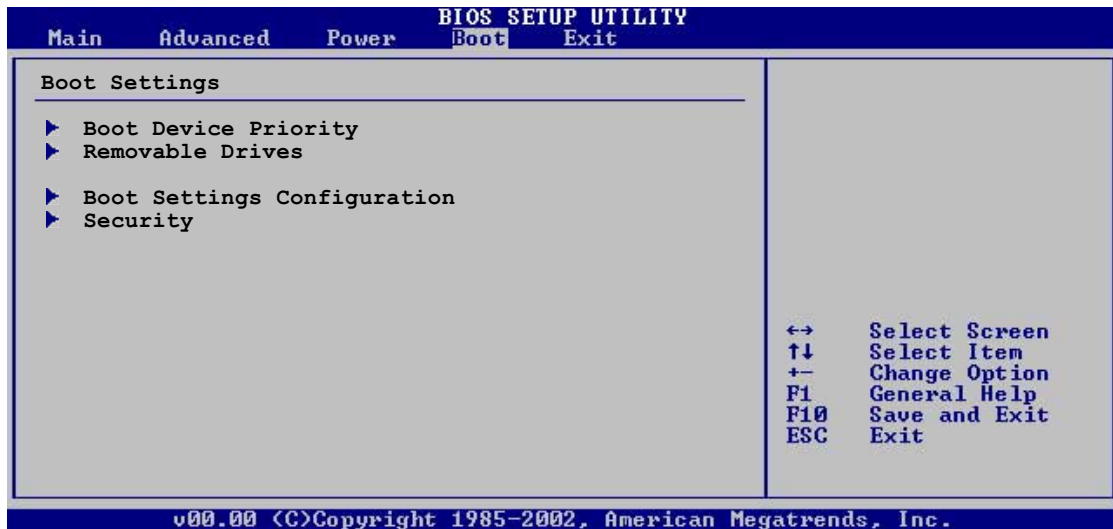 BIOS SETUP UTILITY
Main Advanced Power Boot Exit
Boot Settings
Boot Device Priority
Removable Drives
Boot Settings Configuration
Security
←→ Select Screen
↑↓ Select Item
+- Change Option
F1 General Help
F10 Save and Exit
ESC Exit
v00.00 (C)Copyright 1985-2002, American Megatrends, Inc.